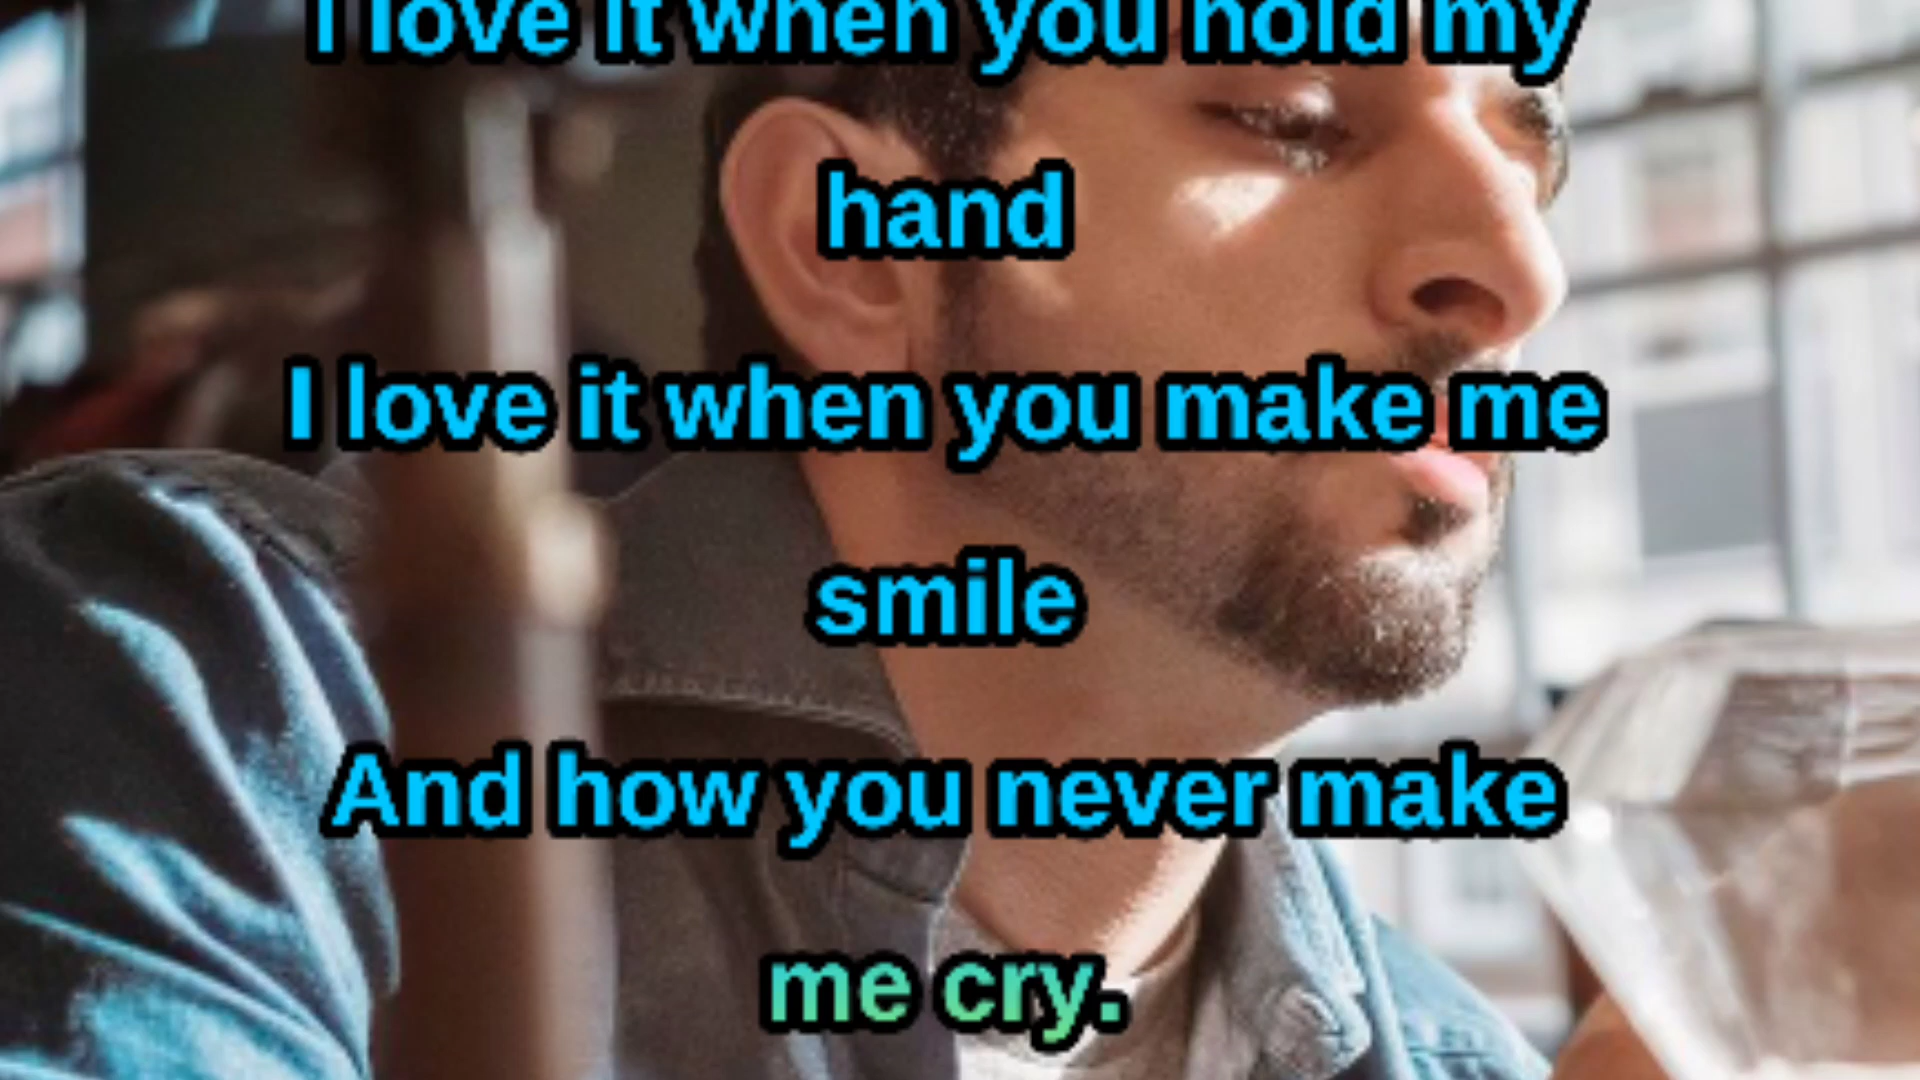 I love it when you hold my
hand
I love it when you make me
smile
And how you never make
me cry.